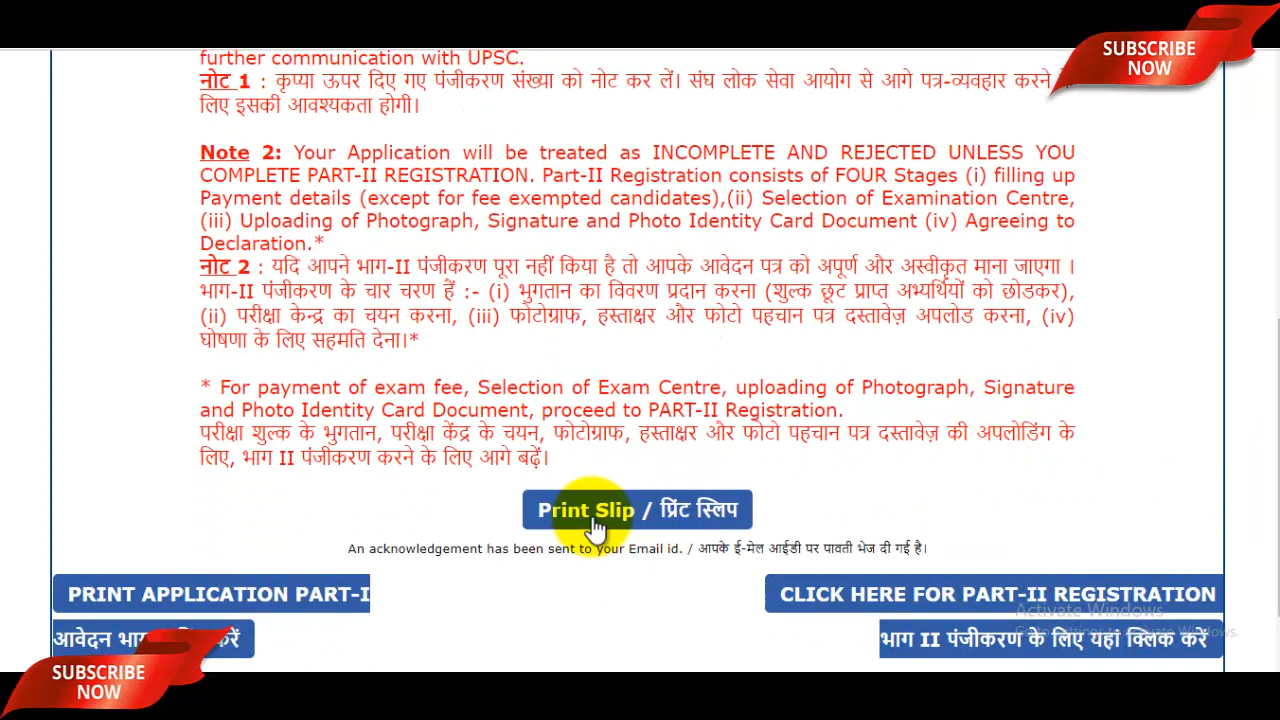 SUBSCRIBE
NOW
further communication with UPSC.
नोट 1 : कृप्या ऊपर दिए गए पंजीकरण संख्या को नोट कर लें। संघ लोक सेवा आयोग से आगे पत्र-व्यवहार करने के
लिए इसकी आवश्यकता होगी।
Note 2: Your Application will be treated as INCOMPLETE AND REJECTED UNLESS YOU
COMPLETE PART-II REGISTRATION. Part-II Registration consists of FOUR Stages (i) filling up
Payment details (except for fee exempted candidates),(ii) Selection of Examination Centre,
(iii) Uploading of Photograph, Signature and Photo Identity Card Document (iv) Agreeing to
Declaration.*
नोट 2 : यदि आपने भाग-II पंजीकरण पूरा नहीं किया है तो आपके आवेदन पत्र को अपूर्ण और अस्वीकृत माना जाएगा ।
भाग-II पंजीकरण के चार चरण हैं :- (i) भुगतान का विवरण प्रदान करना (शुल्क छूट प्राप्त अभ्यर्थियों को छोडकर),
(ii) परीक्षा केन्द्र का चयन करना, (iii) फोटोग्राफ, हस्ताक्षर और फोटो पहचान पत्र दस्तावेज़ अपलोड करना, (iv)
घोषणा के लिए सहमति देना।*
* For payment of exam fee, Selection of Exam Centre, uploading of Photograph, Signature
and Photo Identity Card Document, proceed to PART-II Registration.
परीक्षा शुल्क के भुगतान, परीक्षा केंद्र के चयन, फोटोग्राफ, हस्ताक्षर और फोटो पहचान पत्र दस्तावेज़ की अपलोडिंग के
लिए, भाग II पंजीकरण करने के लिए आगे बढ़ें।
Print Slip / प्रिंट स्लिप
An acknowledgement has been sent to your Email id. / आपके ई-मेल आईडी पर पावती भेज दी गई है।
PRINT APPLICATION PART-I
CLICK HERE FOR PART-II REGISTRATION
Activate Windows
Go to Settings to activate Windows.
आवेदन करें
भाग II पंजीकरण के लिए यहां क्लिक करें
SUBSCRIBE
NOW